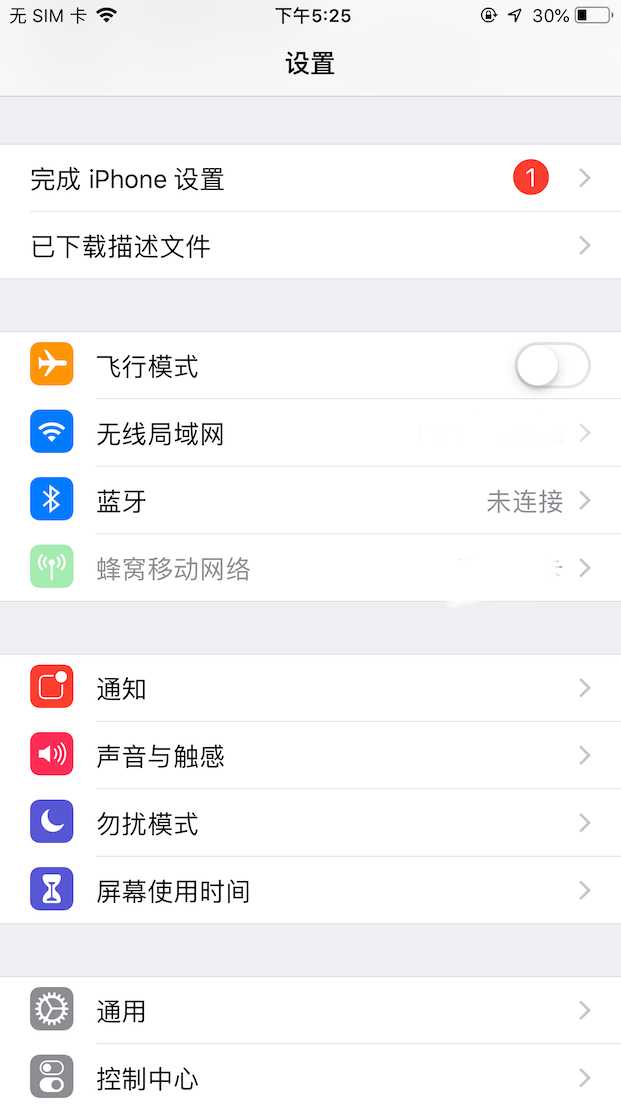 无 SIM 卡
下午5:25
30%
设置
完成 iPhone 设置
1
已下载描述文件
飞行模式
无线局域网
蓝牙
未连接
蜂窝移动网络
通知
声音与触感
勿扰模式
屏幕使用时间
通用
控制中心